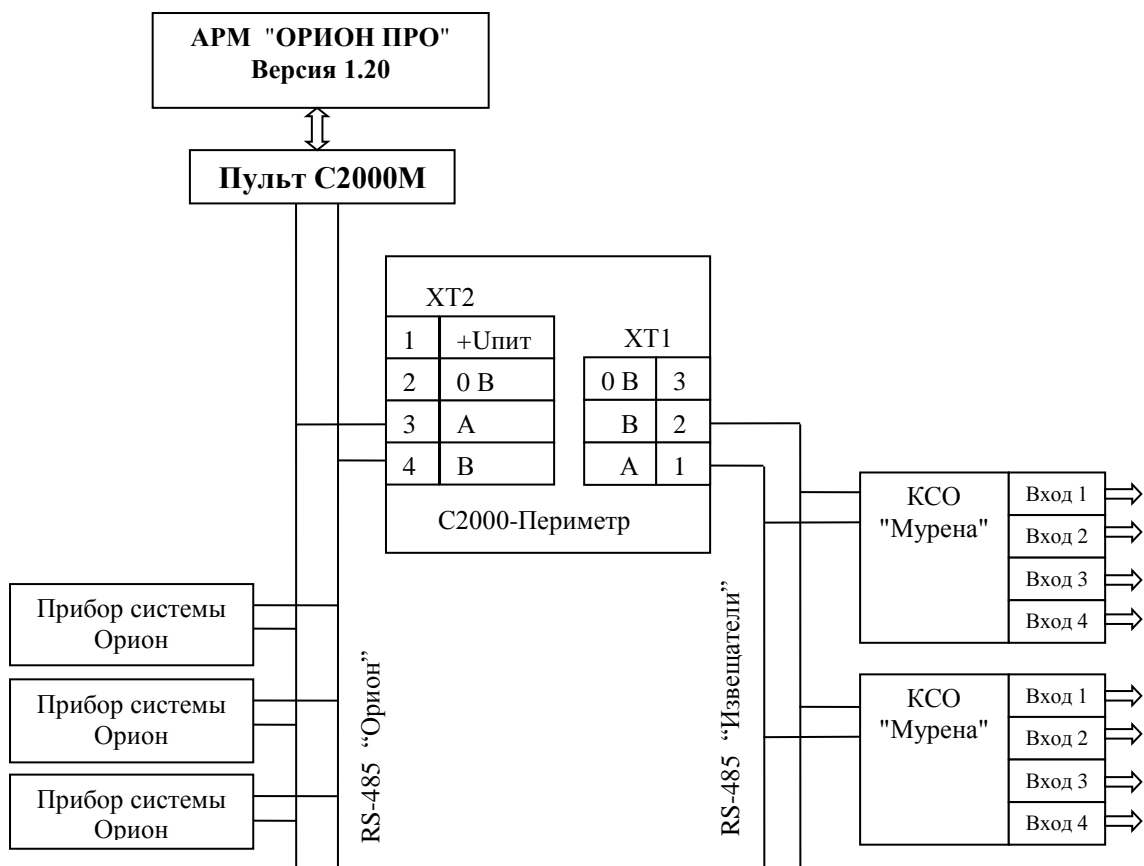 АРМ "ОРИОН ПРО"
Версия 1.20
Пульт С2000М
XT2
1 +Uпит
2 0 В
3 А
4 В
XT1
0 В 3
В 2
А 1
С2000-Периметр
КСО
"Мурена"
Вход 1
Вход 2
Вход 3
Вход 4
Прибор системы
Орион
Прибор системы
Орион
Прибор системы
Орион
RS-485 “Орион”
RS-485 “Извещатели”
КСО
"Мурена"
Вход 1
Вход 2
Вход 3
Вход 4